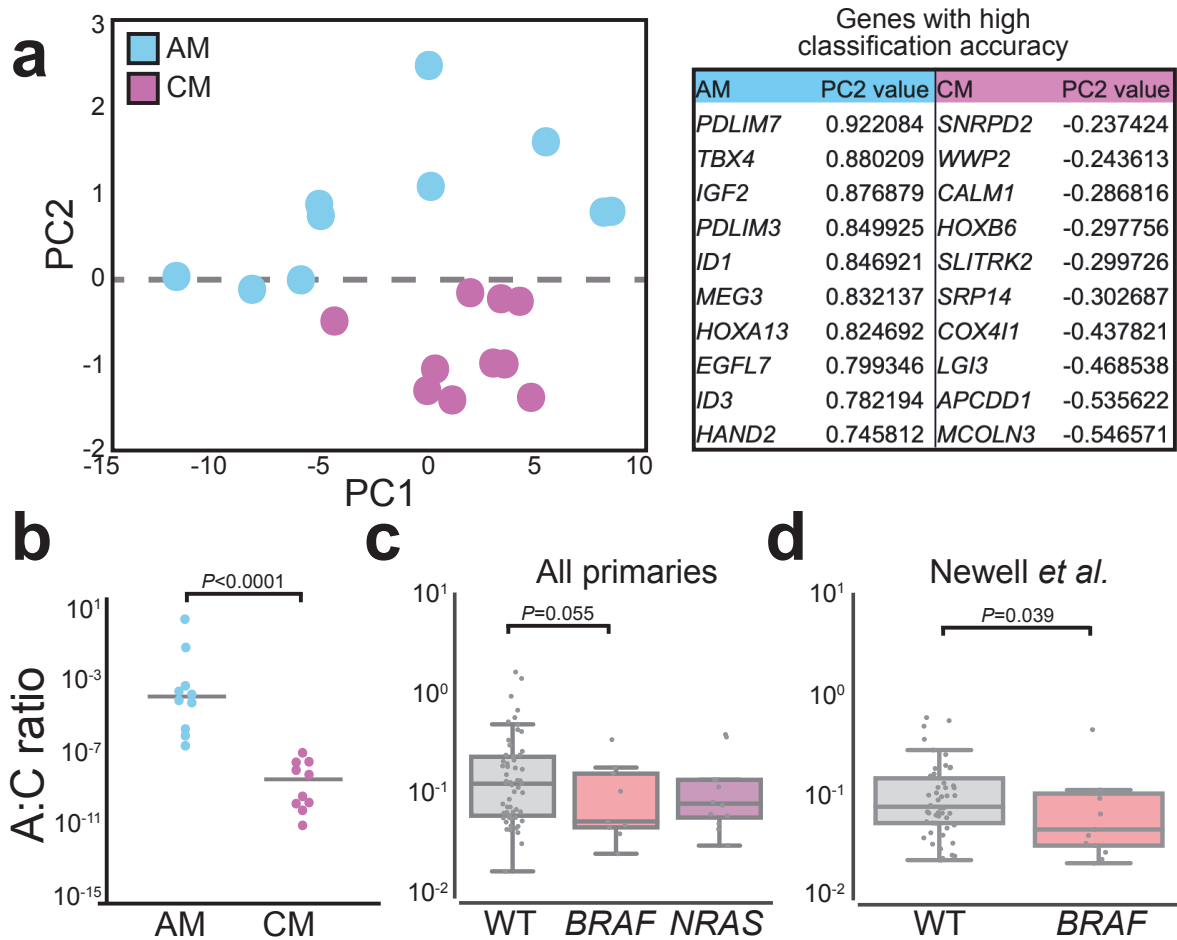 a
AM
CM
3
2
1
0
-1
-2
-15
-10
-5
0
5
10
PC2
PC1
Genes with high
classification accuracy
AM PC2 value CM PC2 value
PDLIM7 0.922084 SNRPD2 -0.237424
TBX4 0.880209 WWP2 -0.243613
IGF2 0.876879 CALM1 -0.286816
PDLIM3 0.849925 HOXB6 -0.297756
ID1 0.846921 SLITRK2 -0.299726
MEG3 0.832137 SRP14 -0.302687
HOXA13 0.824692 COX4I1 -0.437821
EGFL7 0.799346 LGI3 -0.468538
ID3 0.782194 APCDD1 -0.535622
HAND2 0.745812 MCOLN3 -0.546571
b
P<0.0001
10¹
10⁻³
10⁻⁷
10⁻¹¹
10⁻¹⁵
A:C ratio
AM CM
c
All primaries
P=0.055
10¹
10⁰
10⁻¹
10⁻²
WT BRAF NRAS
d
Newell et al.
P=0.039
10¹
10⁰
10⁻¹
10⁻²
WT BRAF